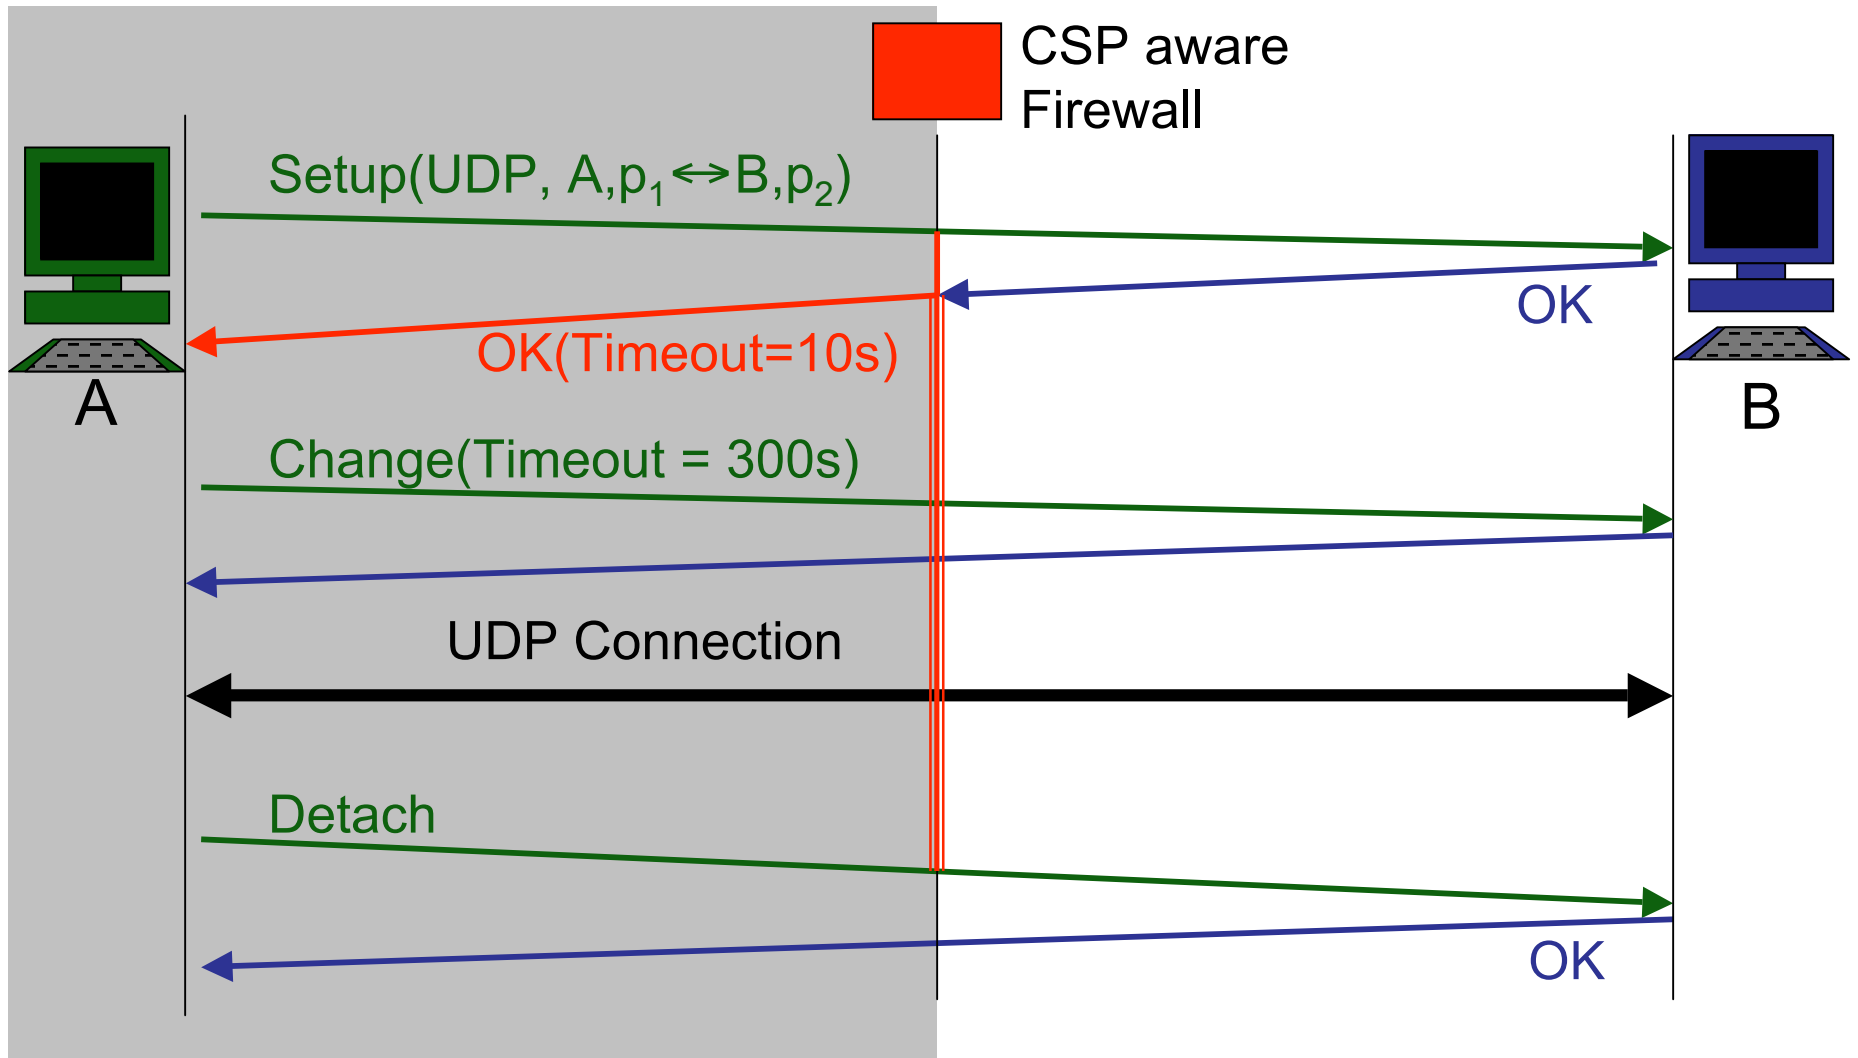 CSP aware
Firewall
Setup(UDP, A,p₁<->B,p₂)
OK
OK(Timeout=10s)
A
B
Change(Timeout = 300s)
UDP Connection
Detach
OK